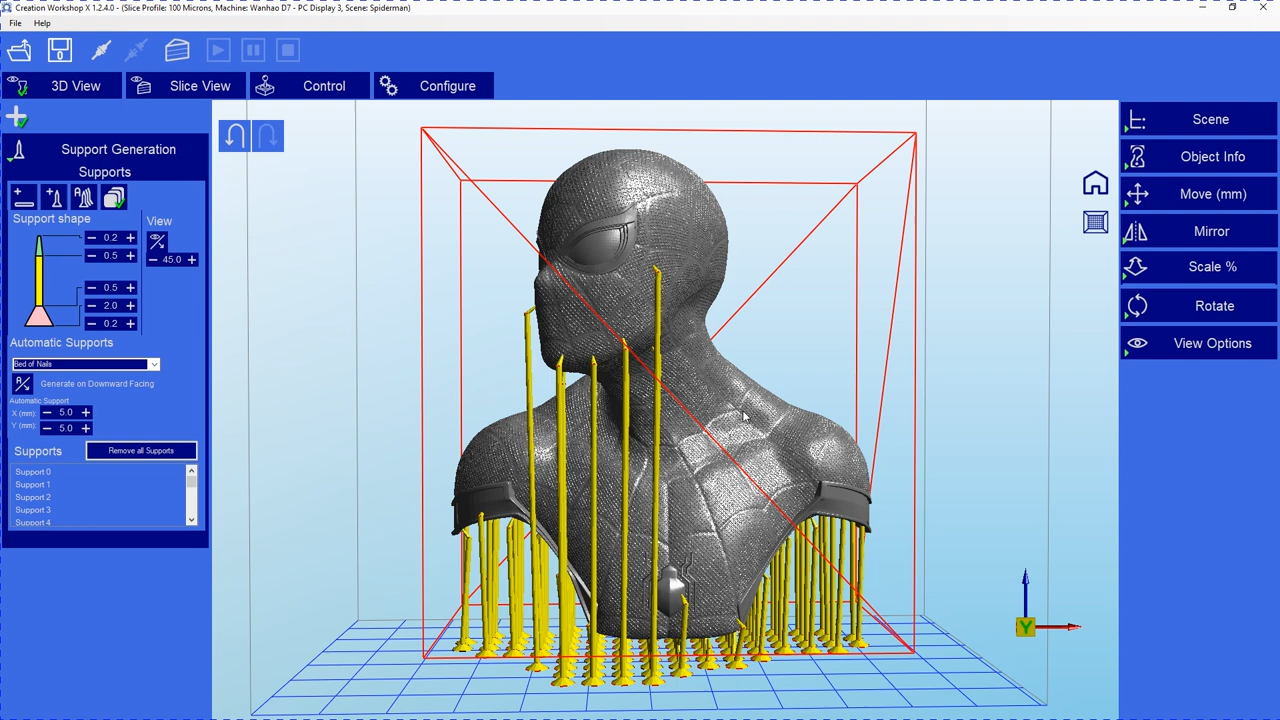 Creation Workshop X 1.2.4.0 - (Slice Profile: 100 Microns, Machine: Wanhao D7 - PC Display 3, Scene: Spiderman)
File Help
3D View Slice View Control Configure
Support Generation
Supports
Support shape
View
0.2
0.5
45.0
0.5
2.0
0.2
Automatic Supports
Bed of Nails
Generate on Downward Facing
Automatic Support
X (mm): 5.0
Y (mm): 5.0
Supports
Remove all Supports
Support 0
Support 1
Support 2
Support 3
Support 4
Scene
Object Info
Move (mm)
Mirror
Scale %
Rotate
View Options
Y